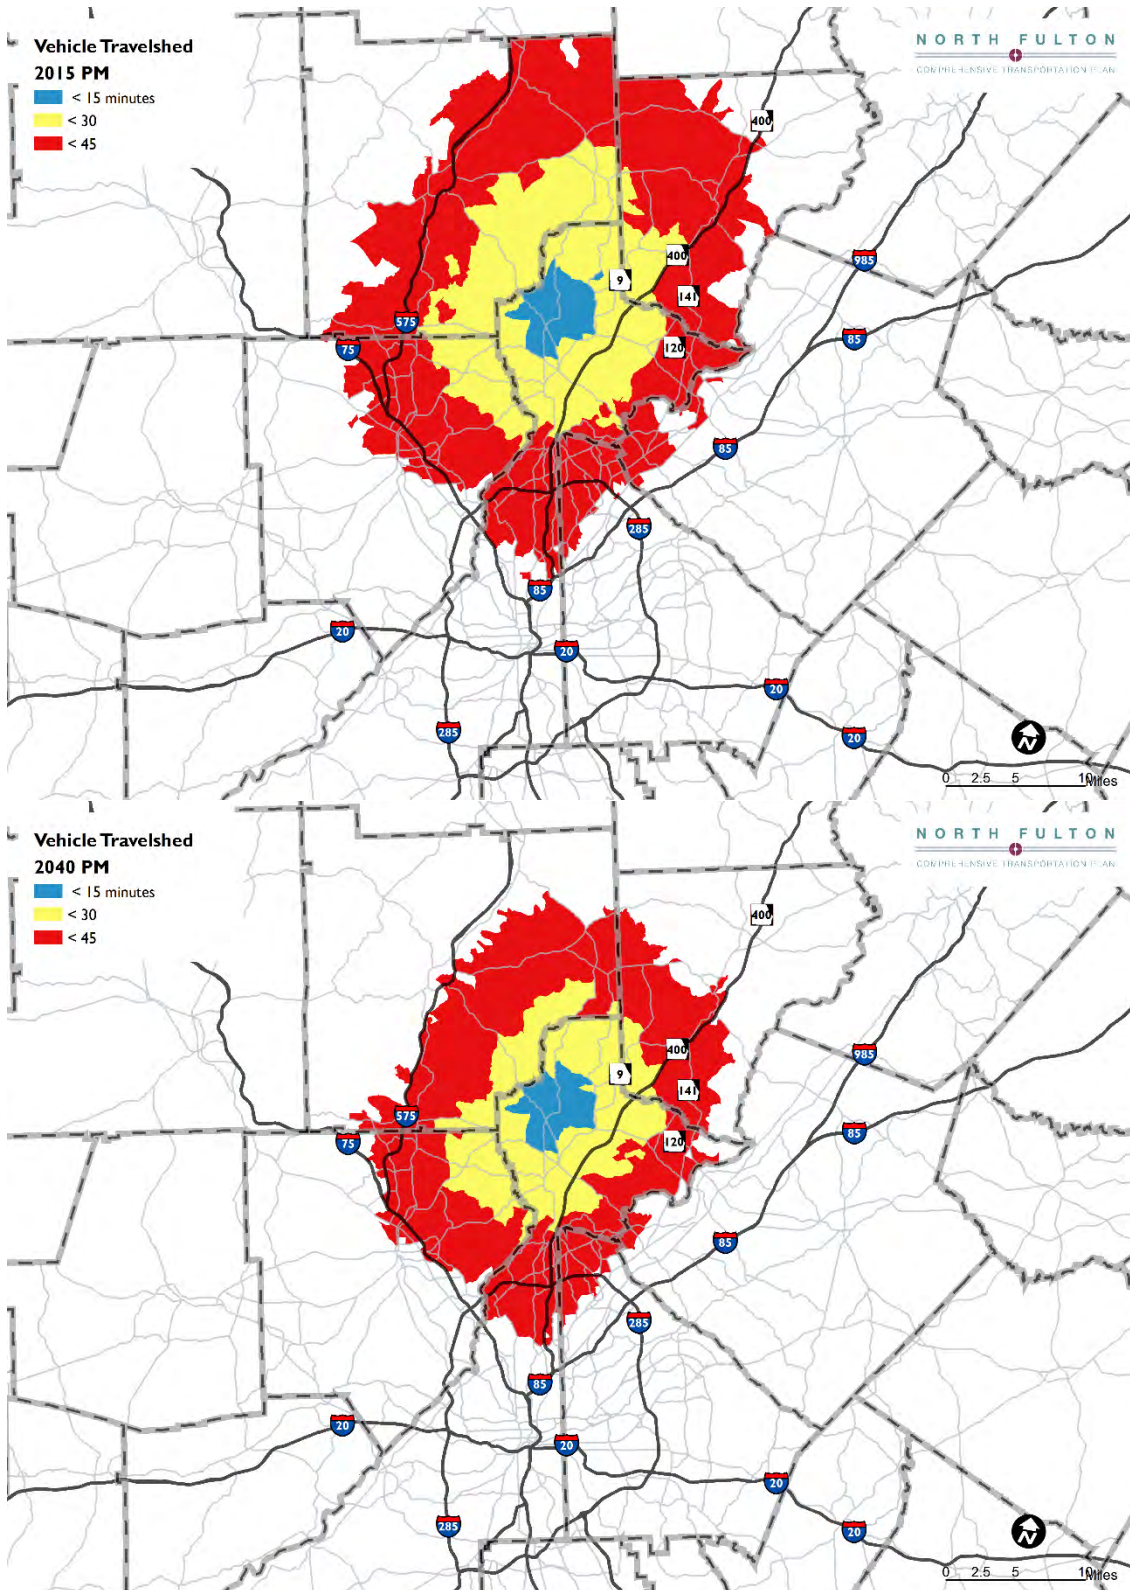 Vehicle Travelshed
2015 PM
< 15 minutes
< 30
< 45
NORTH FULTON
COMPREHENSIVE TRANSPORTATION PLAN
400
985
400
9
141
575
85
120
75
85
285
85
20
20
20
285
20
N
0 2.5 5 10
Miles
Vehicle Travelshed
2040 PM
< 15 minutes
< 30
< 45
NORTH FULTON
COMPREHENSIVE TRANSPORTATION PLAN
400
985
400
9
141
575
85
120
75
85
285
85
20
20
20
285
20
N
0 2.5 5 10
Miles